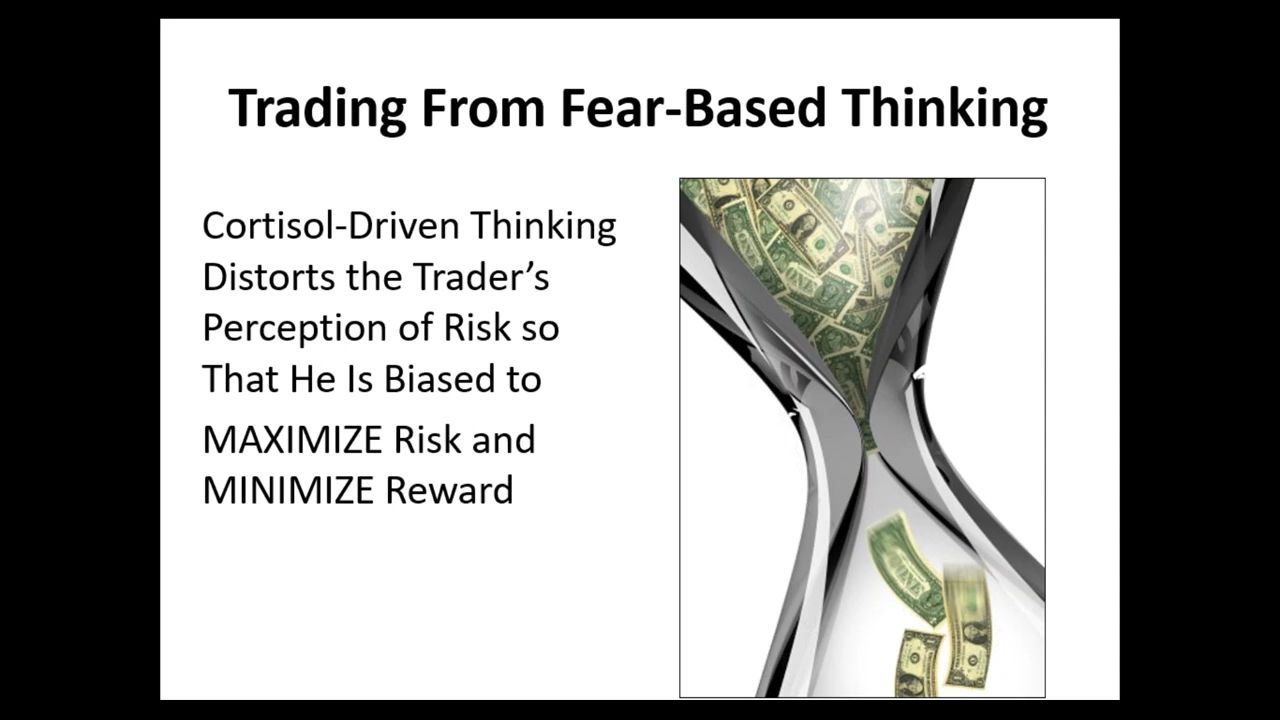 Trading From Fear-Based Thinking
Cortisol-Driven Thinking
Distorts the Trader’s
Perception of Risk so
That He Is Biased to
MAXIMIZE Risk and
MINIMIZE Reward